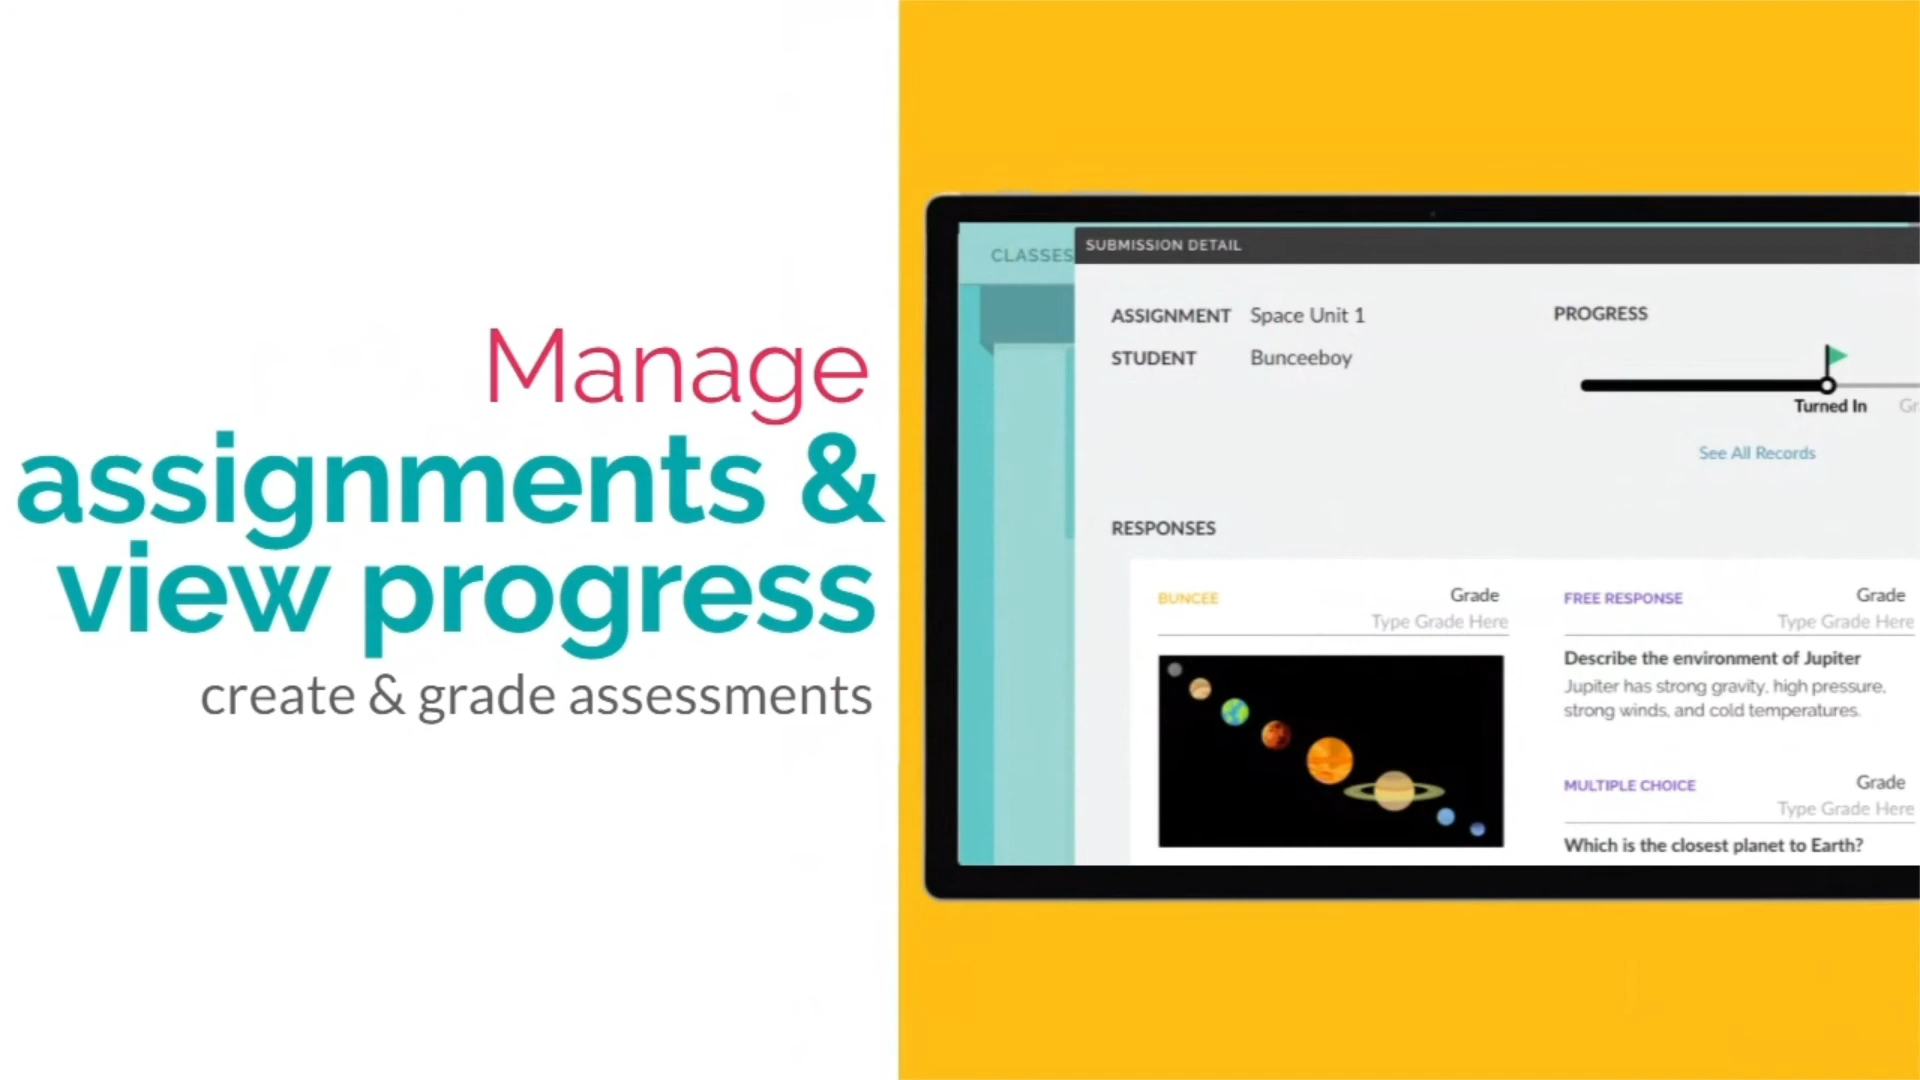 Manage
assignments &
view progress
create & grade assessments
CLASSES
SUBMISSION DETAIL
ASSIGNMENT Space Unit 1
STUDENT Bunceeboy
PROGRESS
Turned In
See All Records
RESPONSES
BUNCEE Grade
Type Grade Here
FREE RESPONSE Grade
Type Grade Here
Describe the environment of Jupiter
Jupiter has strong gravity, high pressure,
strong winds, and cold temperatures.
MULTIPLE CHOICE Grade
Type Grade Here
Which is the closest planet to Earth?